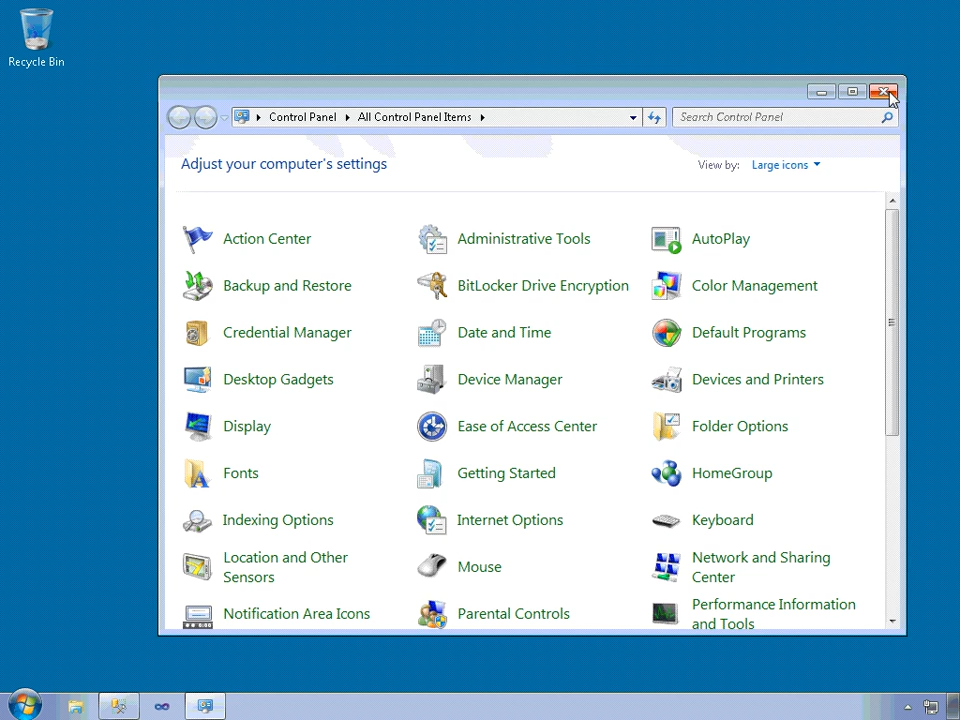 Recycle Bin
Control Panel
All Control Panel Items
Search Control Panel
Adjust your computer's settings
View by:
Large icons
Action Center
Administrative Tools
AutoPlay
Backup and Restore
BitLocker Drive Encryption
Color Management
Credential Manager
Date and Time
Default Programs
Desktop Gadgets
Device Manager
Devices and Printers
Display
Ease of Access Center
Folder Options
Fonts
Getting Started
HomeGroup
Indexing Options
Internet Options
Keyboard
Location and Other
Sensors
Mouse
Network and Sharing
Center
Notification Area Icons
Parental Controls
Performance Information
and Tools